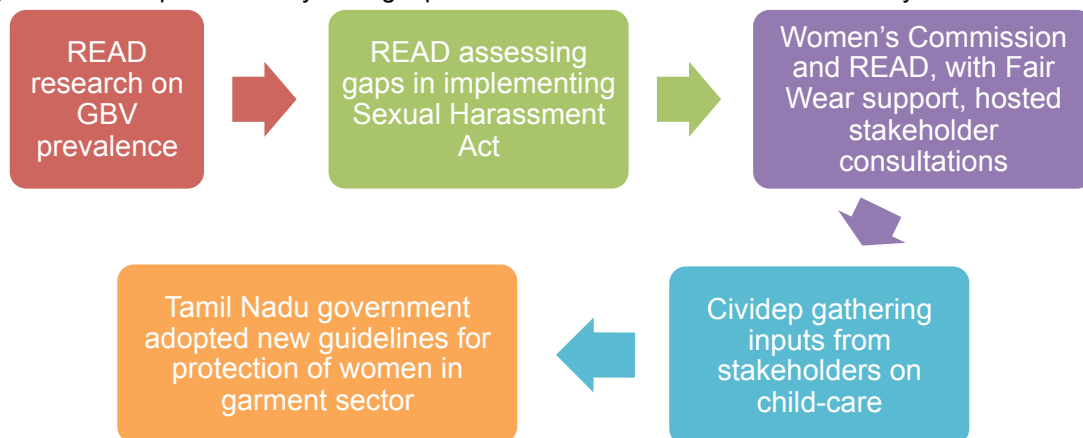 READ
research on
GBV
prevalence
READ assessing
gaps in implementing
Sexual Harassment
Act
Women’s Commission
and READ, with Fair
Wear support, hosted
stakeholder
consultations
Cividep gathering
inputs from
stakeholders on
child-care
Tamil Nadu government
adopted new guidelines for
protection of women in
garment sector